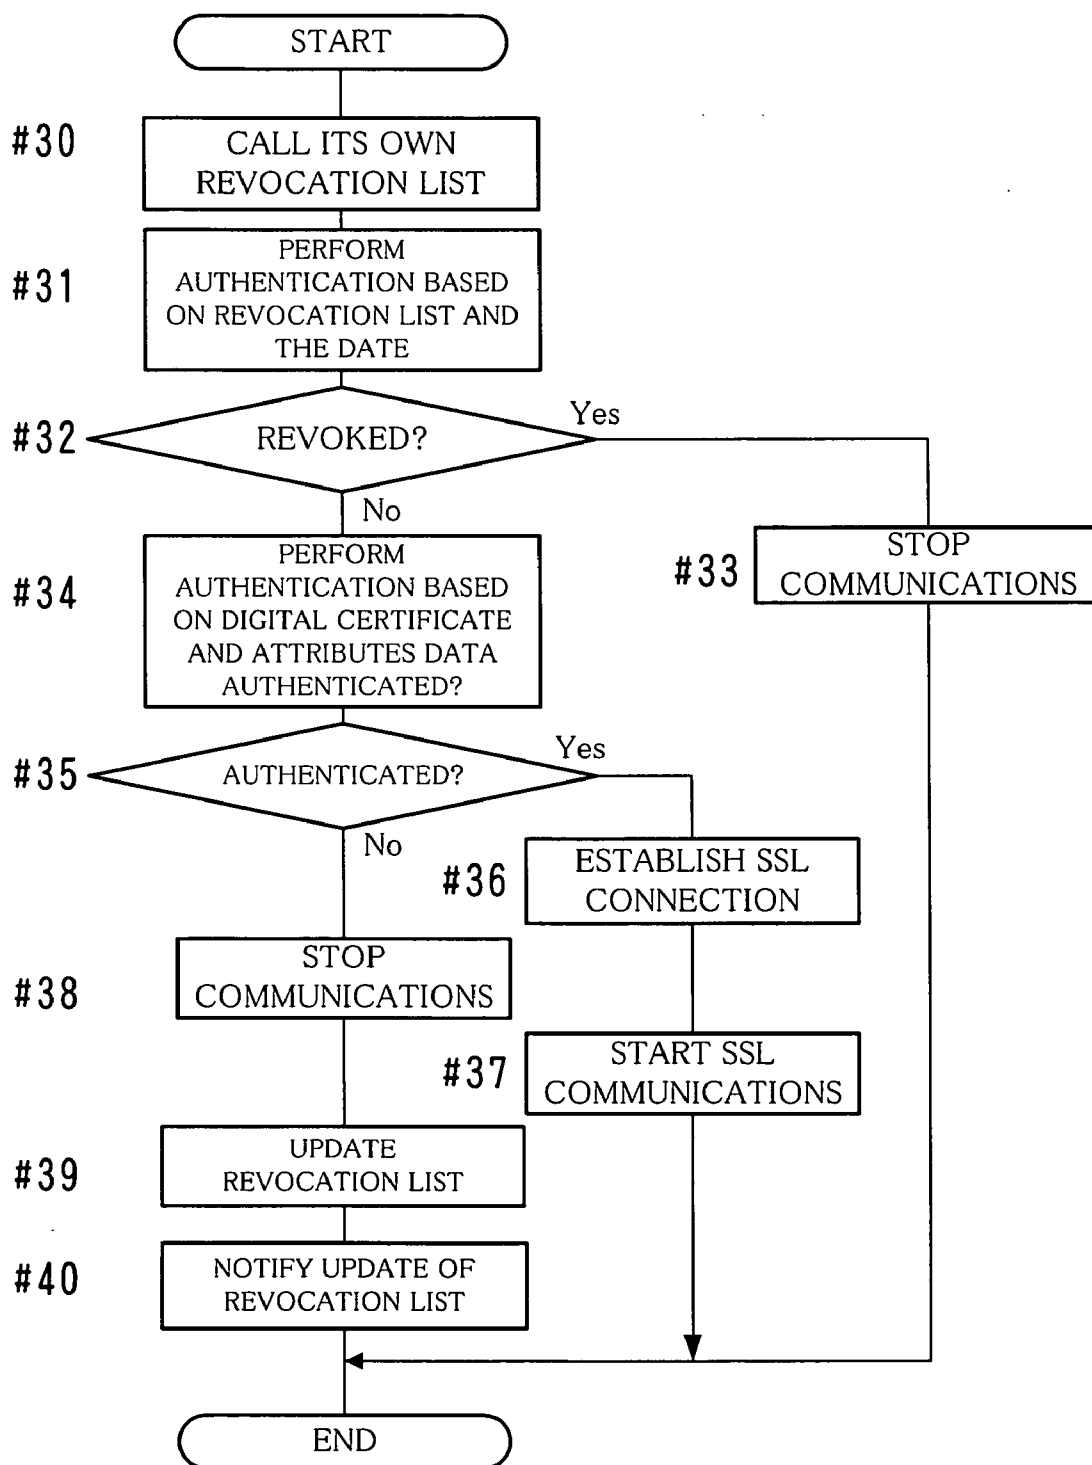 START
#30
CALL ITS OWN
REVOCATION LIST
#31
PERFORM
AUTHENTICATION BASED
ON REVOCATION LIST AND
THE DATE
#32
REVOKED?
Yes
No
#33
STOP
COMMUNICATIONS
#34
PERFORM
AUTHENTICATION BASED
ON DIGITAL CERTIFICATE
AND ATTRIBUTES DATA
AUTHENTICATED?
#35
AUTHENTICATED?
Yes
No
#36
ESTABLISH SSL
CONNECTION
#37
START SSL
COMMUNICATIONS
#38
STOP
COMMUNICATIONS
#39
UPDATE
REVOCATION LIST
#40
NOTIFY UPDATE OF
REVOCATION LIST
END